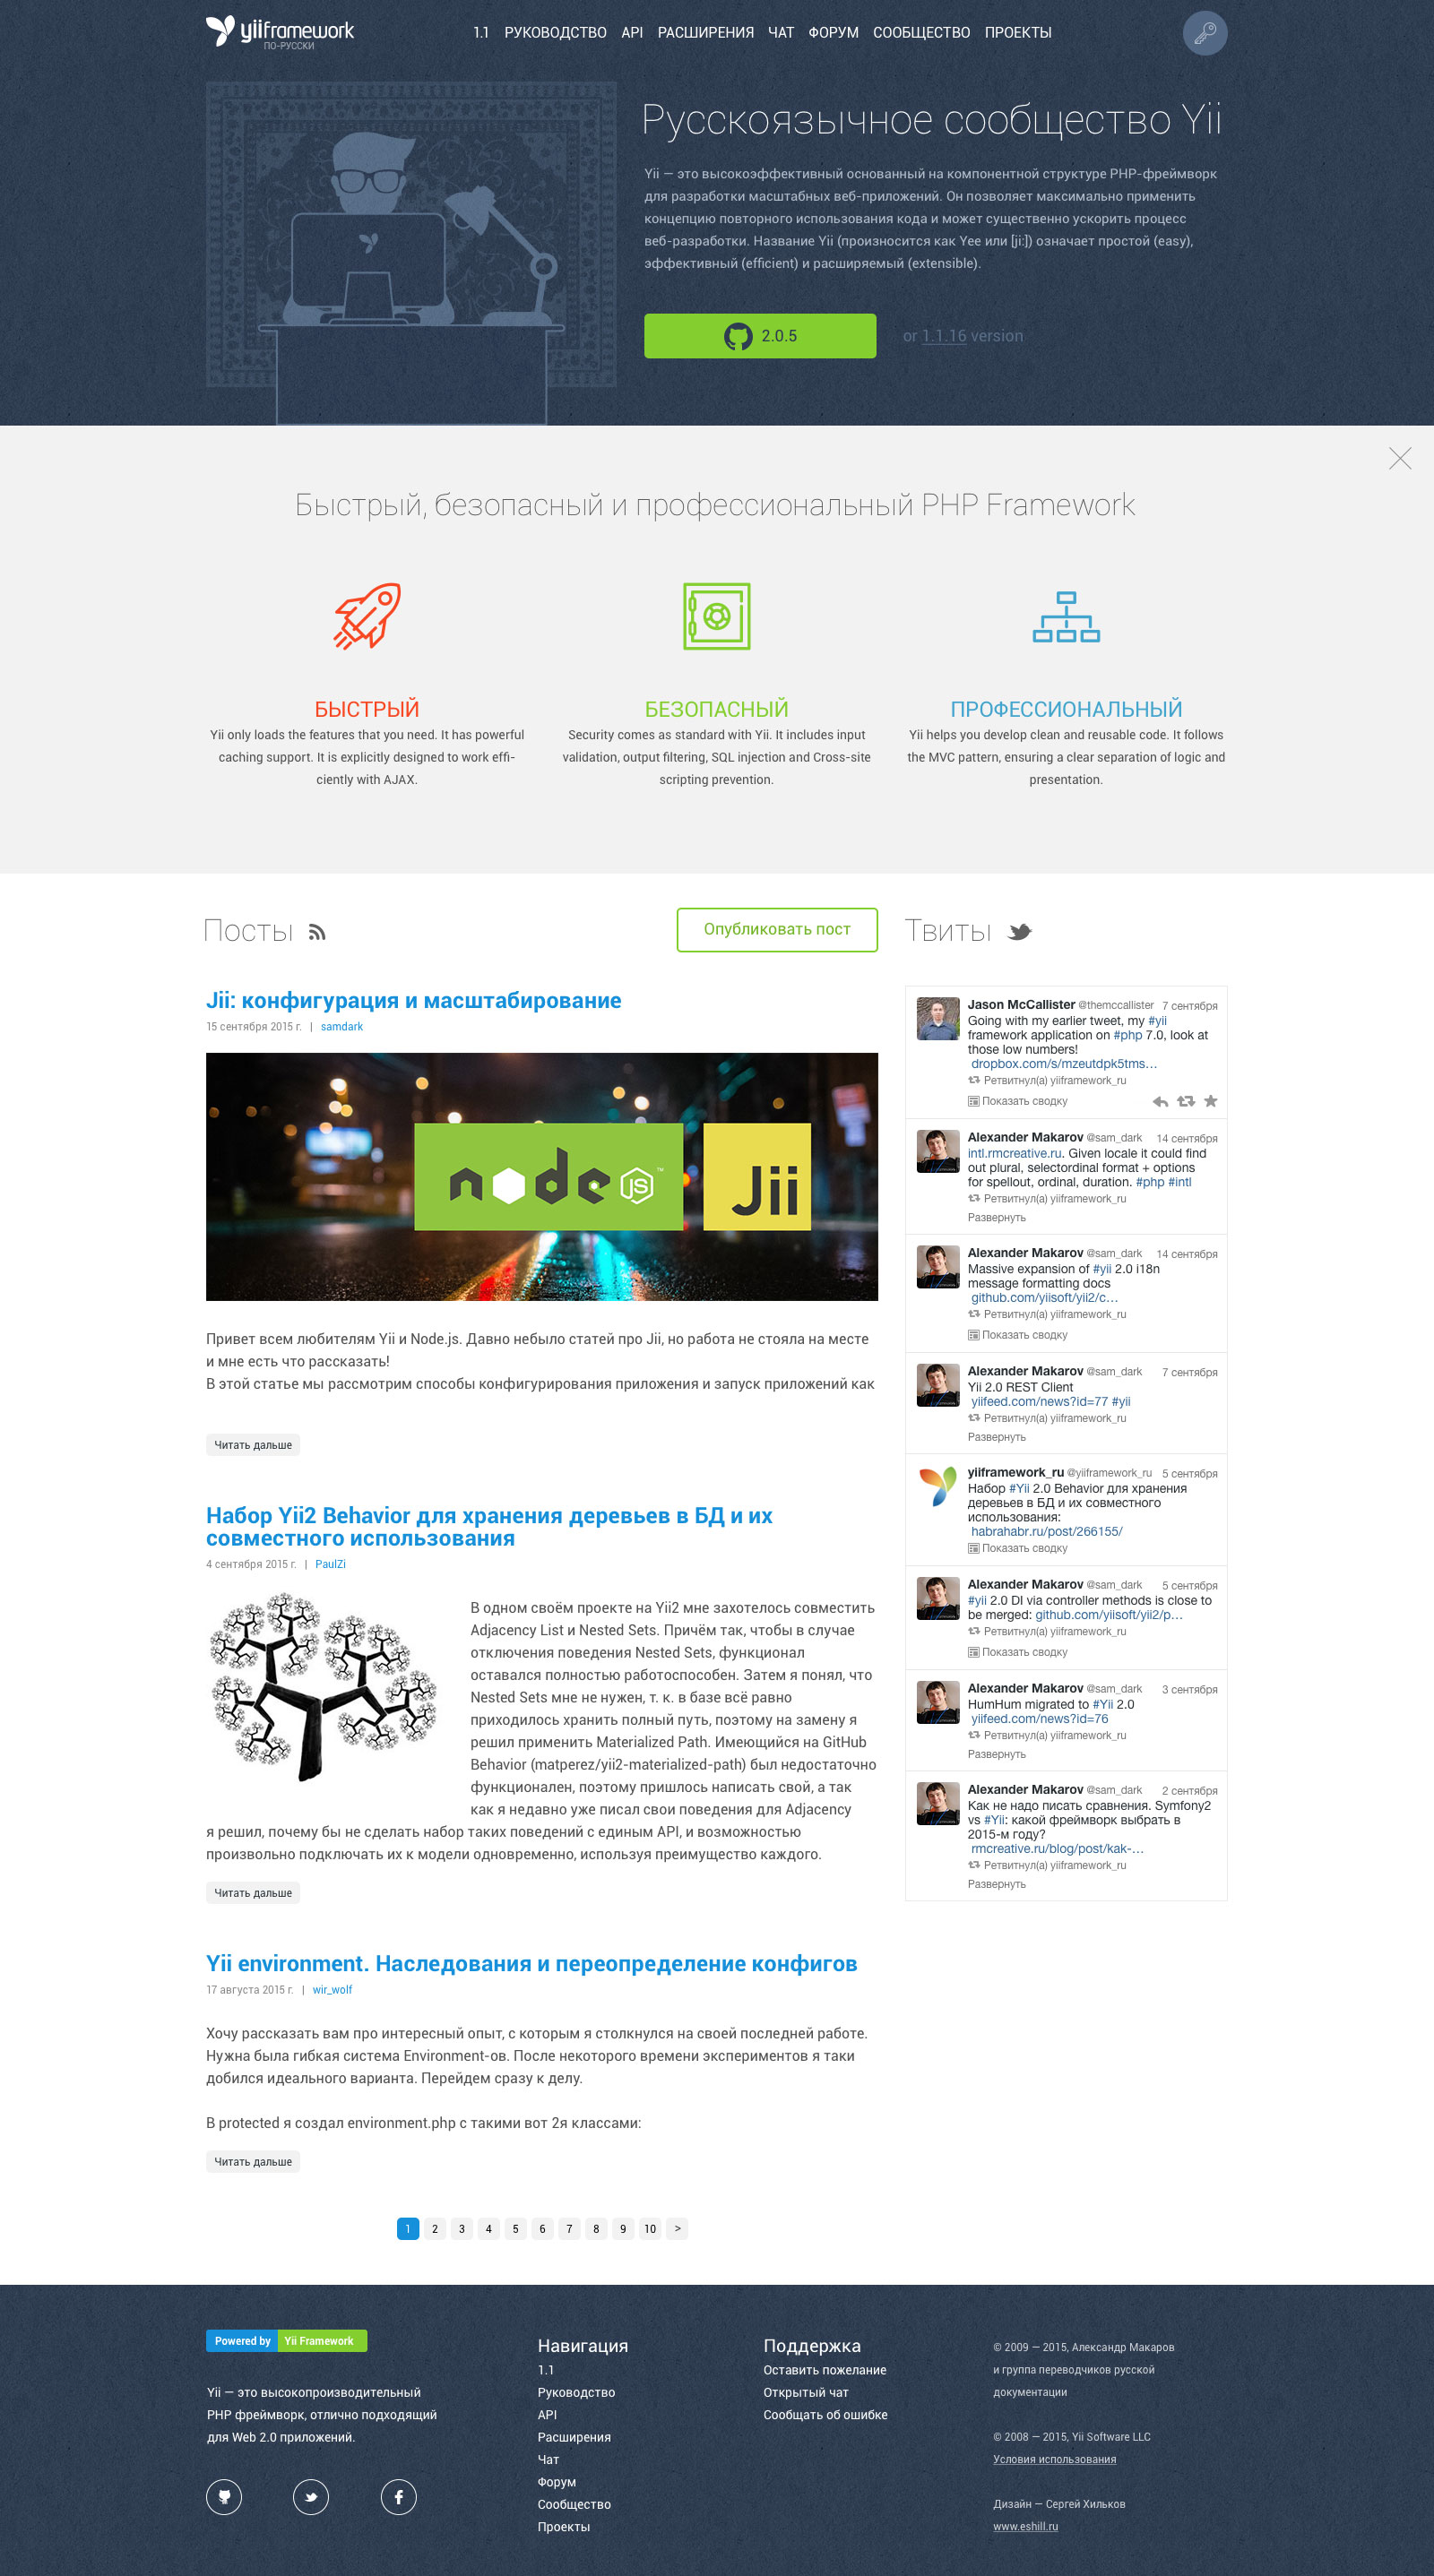 yiiframework
ПО-РУССКИ
1.1 РУКОВОДСТВО API РАСШИРЕНИЯ ЧАТ ФОРУМ СООБЩЕСТВО ПРОЕКТЫ
Русскоязычное сообщество Yii
Yii — это высокоэффективный основанный на компонентной структуре PHP-фреймворк
для разработки масштабных веб-приложений. Он позволяет максимально применить
концепцию повторного использования кода и может существенно ускорить процесс
веб-разработки. Название Yii (произносится как Yee или [ji:]) означает простой (easy),
эффективный (efficient) и расширяемый (extensible).
2.0.5
or 1.1.16 version
Быстрый, безопасный и профессиональный PHP Framework
БЫСТРЫЙ
Yii only loads the features that you need. It has powerful
caching support. It is explicitly designed to work effi-
ciently with AJAX.
БЕЗОПАСНЫЙ
Security comes as standard with Yii. It includes input
validation, output filtering, SQL injection and Cross-site
scripting prevention.
ПРОФЕССИОНАЛЬНЫЙ
Yii helps you develop clean and reusable code. It follows
the MVC pattern, ensuring a clear separation of logic and
presentation.
Посты
Опубликовать пост
Jii: конфигурация и масштабирование
15 сентября 2015 г. | samdark
node JS ™
Jii
Привет всем любителям Yii и Node.js. Давно небыло статей про Jii, но работа не стояла на месте
и мне есть что рассказать!
В этой статье мы рассмотрим способы конфигурирования приложения и запуск приложений как
Читать дальше
Набор Yii2 Behavior для хранения деревьев в БД и их
совместного использования
4 сентября 2015 г. | PaulZi
В одном своём проекте на Yii2 мне захотелось совместить
Adjacency List и Nested Sets. Причём так, чтобы в случае
отключения поведения Nested Sets, функционал
оставался полностью работоспособен. Затем я понял, что
Nested Sets мне не нужен, т. к. в базе всё равно
приходилось хранить полный путь, поэтому на замену я
решил применить Materialized Path. Имеющийся на GitHub
Behavior (matperez/yii2-materialized-path) был недостаточно
функционален, поэтому пришлось написать свой, а так
как я недавно уже писал свои поведения для Adjacency
я решил, почему бы не сделать набор таких поведений с единым API, и возможностью
произвольно подключать их к модели одновременно, используя преимущество каждого.
Читать дальше
Yii environment. Наследования и переопределение конфигов
17 августа 2015 г. | wir_wolf
Хочу рассказать вам про интересный опыт, с которым я столкнулся на своей последней работе.
Нужна была гибкая система Environment-ов. После некоторого времени экспериментов я таки
добился идеального варианта. Перейдем сразу к делу.
В protected я создал environment.php с такими вот 2я классами:
Читать дальше
1 2 3 4 5 6 7 8 9 10 >
Твиты
Jason McCallister @themccallister 7 сентября
Going with my earlier tweet, my #yii
framework application on #php 7.0, look at
those low numbers!
dropbox.com/s/mzeutdpk5tms…
Ретвитнул(а) yiiframework_ru
Показать сводку
Alexander Makarov @sam_dark 14 сентября
intl.rmcreative.ru. Given locale it could find
out plural, selectordinal format + options
for spellout, ordinal, duration. #php #intl
Ретвитнул(а) yiiframework_ru
Развернуть
Alexander Makarov @sam_dark 14 сентября
Massive expansion of #yii 2.0 i18n
message formatting docs
github.com/yiisoft/yii2/c…
Ретвитнул(а) yiiframework_ru
Показать сводку
Alexander Makarov @sam_dark 7 сентября
Yii 2.0 REST Client
yiifeed.com/news?id=77 #yii
Ретвитнул(а) yiiframework_ru
Развернуть
yiiframework_ru @yiiframework_ru 5 сентября
Набор #Yii 2.0 Behavior для хранения
деревьев в БД и их совместного
использования:
habrahabr.ru/post/266155/
Показать сводку
Alexander Makarov @sam_dark 5 сентября
#yii 2.0 DI via controller methods is close to
be merged: github.com/yiisoft/yii2/p…
Ретвитнул(а) yiiframework_ru
Показать сводку
Alexander Makarov @sam_dark 3 сентября
HumHum migrated to #Yii 2.0
yiifeed.com/news?id=76
Ретвитнул(а) yiiframework_ru
Развернуть
Alexander Makarov @sam_dark 2 сентября
Как не надо писать сравнения. Symfony2
vs #Yii: какой фреймворк выбрать в
2015-м году?
rmcreative.ru/blog/post/kak-…
Ретвитнул(а) yiiframework_ru
Развернуть
Powered by Yii Framework
Yii — это высокопроизводительный
PHP фреймворк, отлично подходящий
для Web 2.0 приложений.
Навигация
1.1
Руководство
API
Расширения
Чат
Форум
Сообщество
Проекты
Поддержка
Оставить пожелание
Открытый чат
Сообщать об ошибке
© 2009 — 2015, Александр Макаров
и группа переводчиков русской
документации
© 2008 — 2015, Yii Software LLC
Условия использования
Дизайн — Сергей Хильков
www.eshill.ru